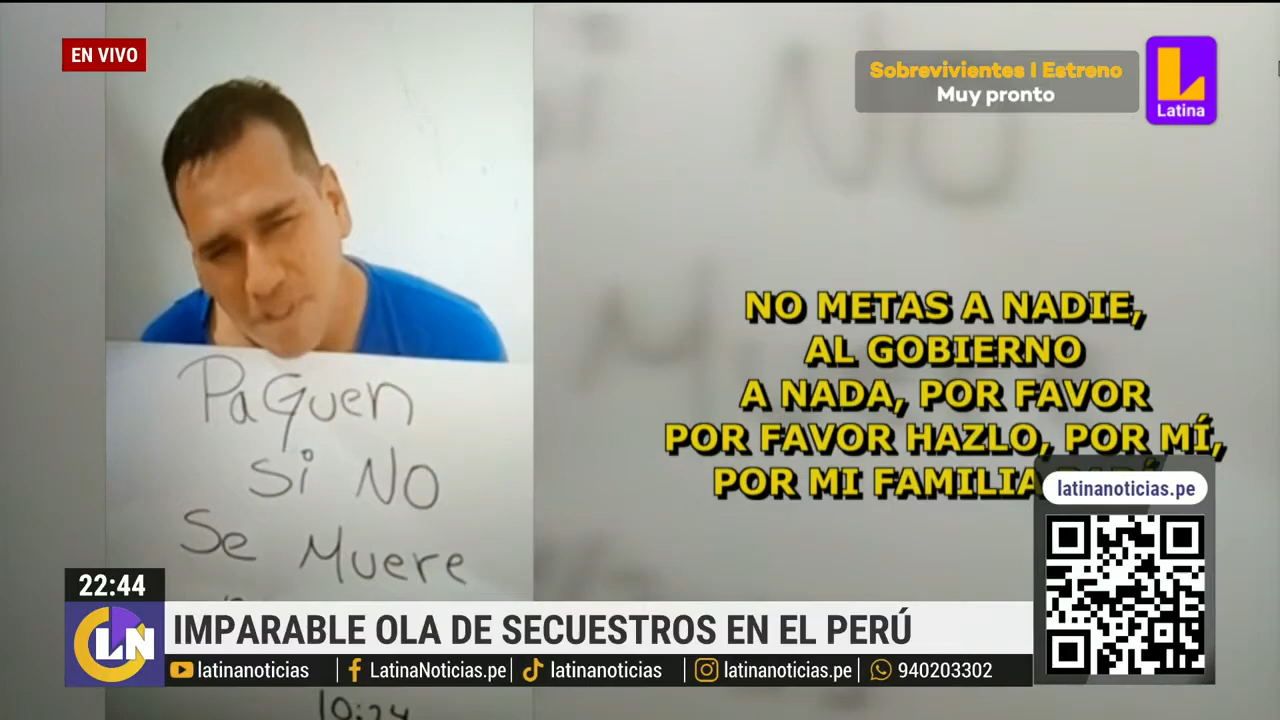 EN VIVO
Sobrevivientes | Estreno
Muy pronto
Latina
PaGuen
Si NO
Se Muere
NO METAS A NADIE,
AL GOBIERNO
A NADA, POR FAVOR
POR FAVOR HAZLO, POR MÍ,
POR MI FAMILIA
latinanoticias.pe
22:44
LN
IMPARABLE OLA DE SECUESTROS EN EL PERÚ
latinanoticias
LatinaNoticias.pe
latinanoticias
latinanoticias.pe
940203302